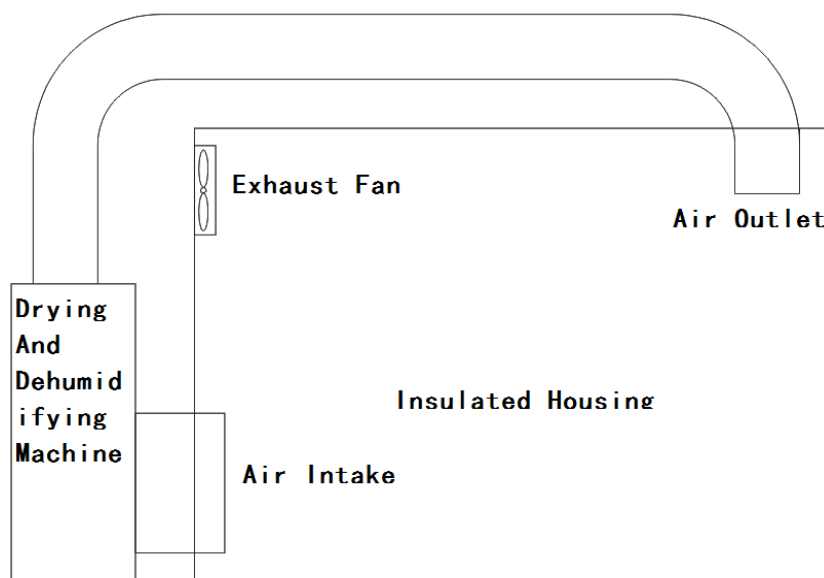 Exhaust Fan
Air Outlet
Drying
And
Dehumid
ifying
Machine
Insulated Housing
Air Intake